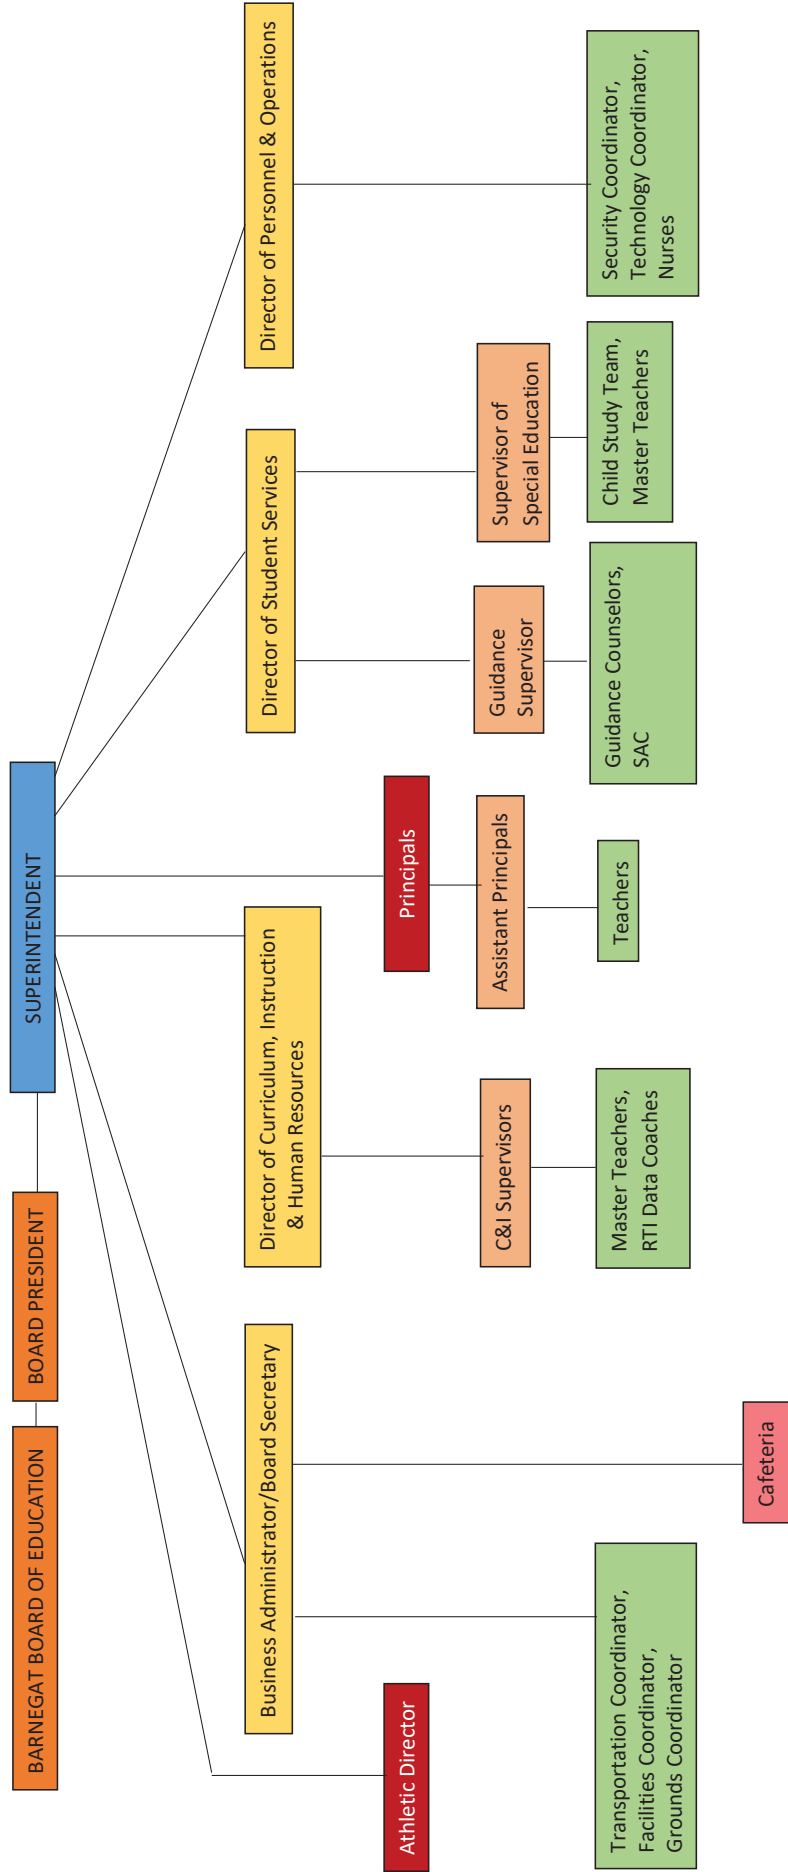 BARNEGAT BOARD OF EDUCATION
BOARD PRESIDENT
SUPERINTENDENT
Business Administrator/Board Secretary
Director of Curriculum, Instruction
& Human Resources
Director of Student Services
Director of Personnel & Operations
Athletic Director
Principals
C&I Supervisors
Assistant Principals
Guidance
Supervisor
Supervisor of
Special Education
Transportation Coordinator,
Facilities Coordinator,
Grounds Coordinator
Master Teachers,
RTI Data Coaches
Teachers
Guidance Counselors,
SAC
Child Study Team,
Master Teachers
Security Coordinator,
Technology Coordinator,
Nurses
Cafeteria